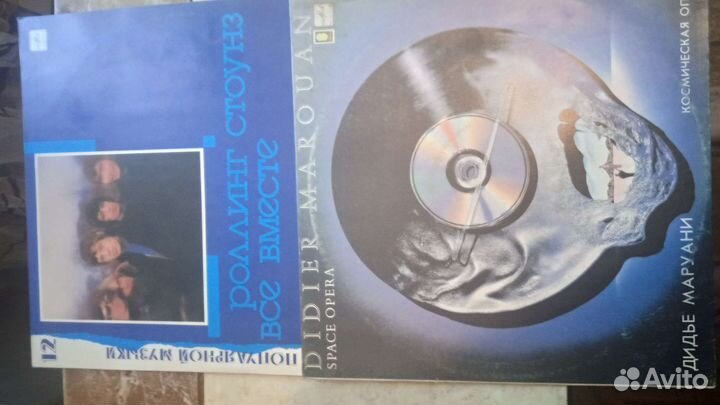 РОЛЛИНГ СТОУНЗ
ВСЕ ВМЕСТЕ
12
ПОПУЛЯРНОЙ МУЗЫКИ
DIDIER MAROUAN
SPACE OPERA
ДИДЬЕ МАРУАНИ
КОСМИЧЕСКАЯ ОП
Avito